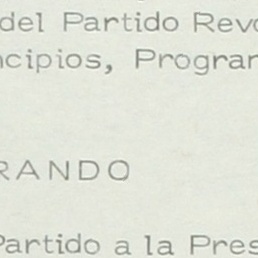 del Partido Revo
ncipios, Program
RANDO
Partido a la Pres